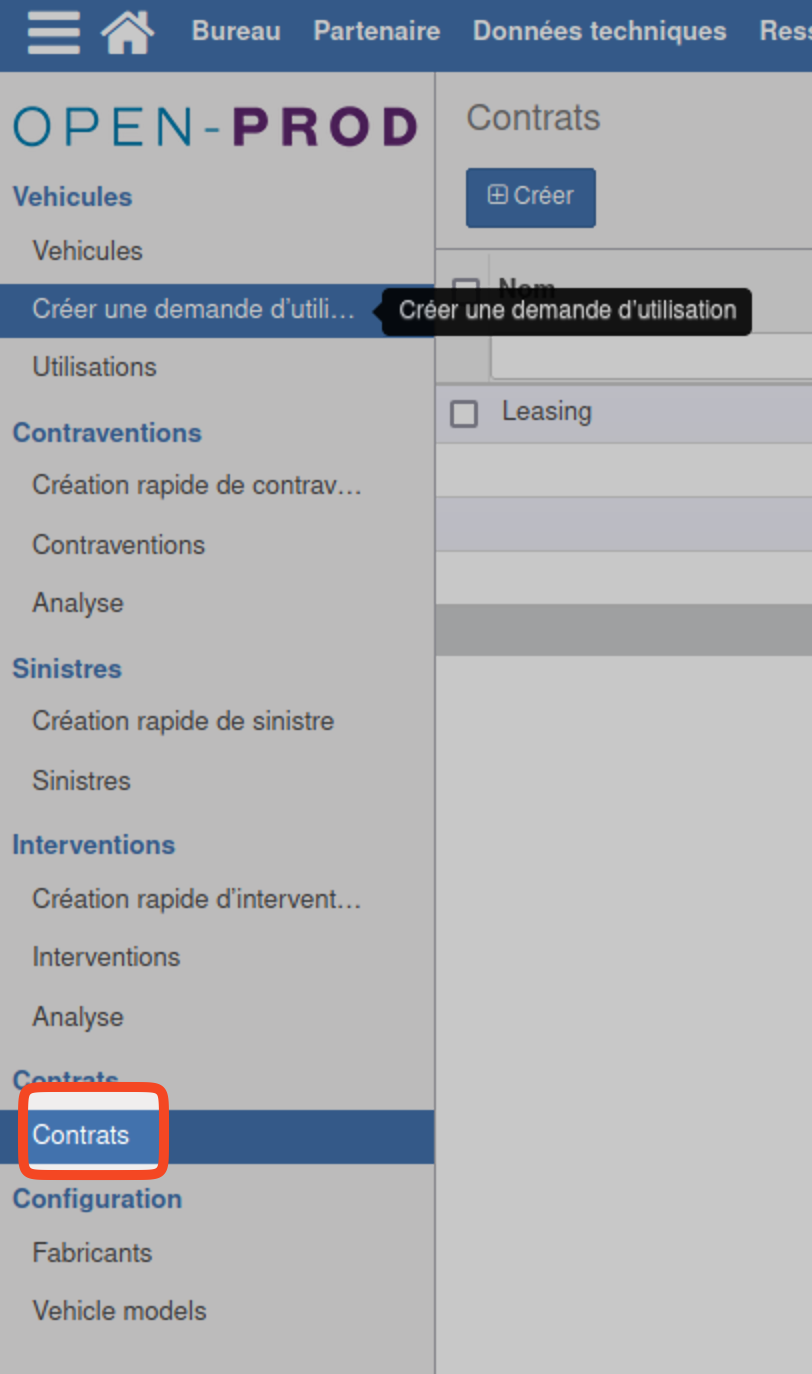 Bureau Partenaire Données techniques Ress
OPEN-PROD
Vehicules
Vehicules
Créer une demande d'utili...
Utilisations
Contraventions
Création rapide de contrav...
Contraventions
Analyse
Sinistres
Création rapide de sinistre
Sinistres
Interventions
Création rapide d'intervent...
Interventions
Analyse
Contrats
Contrats
Configuration
Fabricants
Vehicle models
Contrats
Créer
Nom
Créer une demande d'utilisation
Leasing